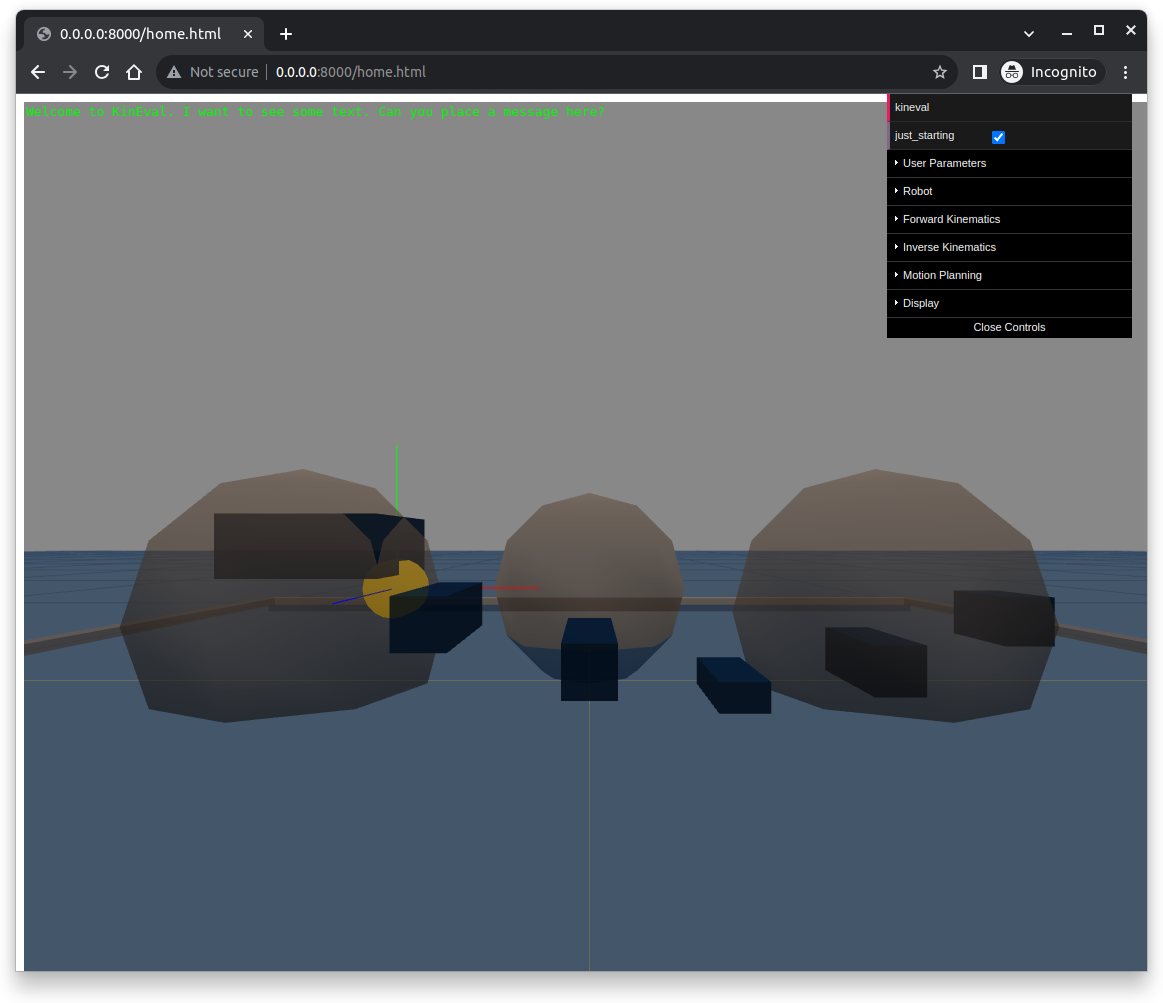 0.0.0.0:8000/home.html
Not secure
0.0.0.0:8000/home.html
Incognito
Welcome to KinEval. I want to see some text. Can you place a message here?
kineval
just_starting
User Parameters
Robot
Forward Kinematics
Inverse Kinematics
Motion Planning
Display
Close Controls